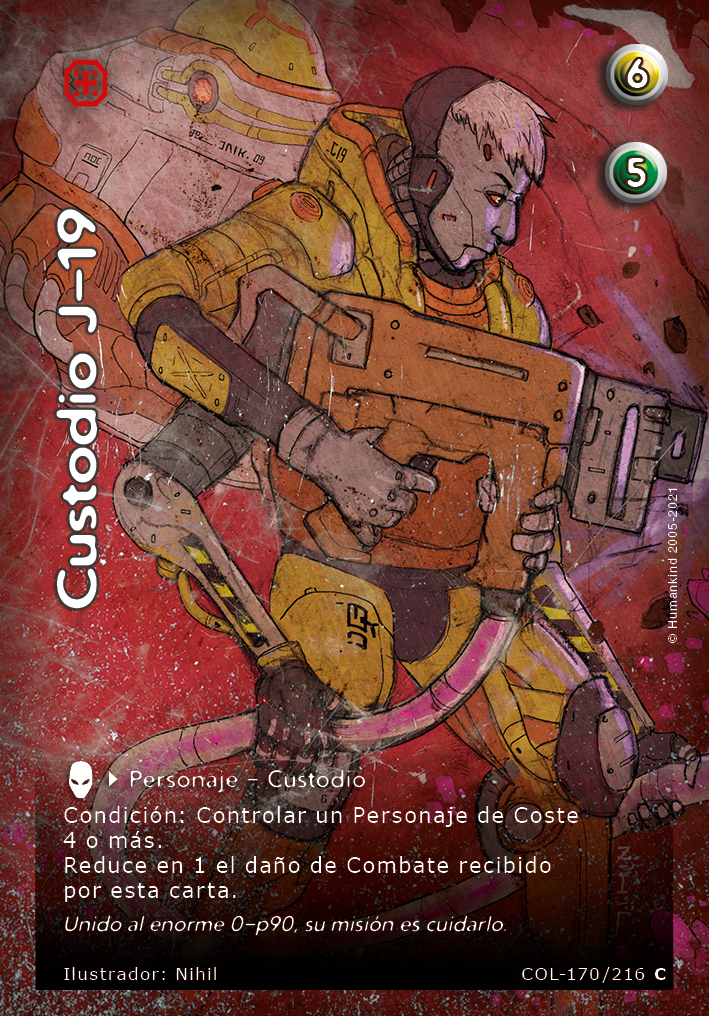 6
5
Custodio J-19
J19
© Humankind 2005-2021
Personaje - Custodio
Condición: Controlar un Personaje de Coste
4 o más.
Reduce en 1 el daño de Combate recibido
por esta carta.
Unido al enorme 0-p90, su misión es cuidarlo.
Ilustrador: Nihil
COL-170/216 C